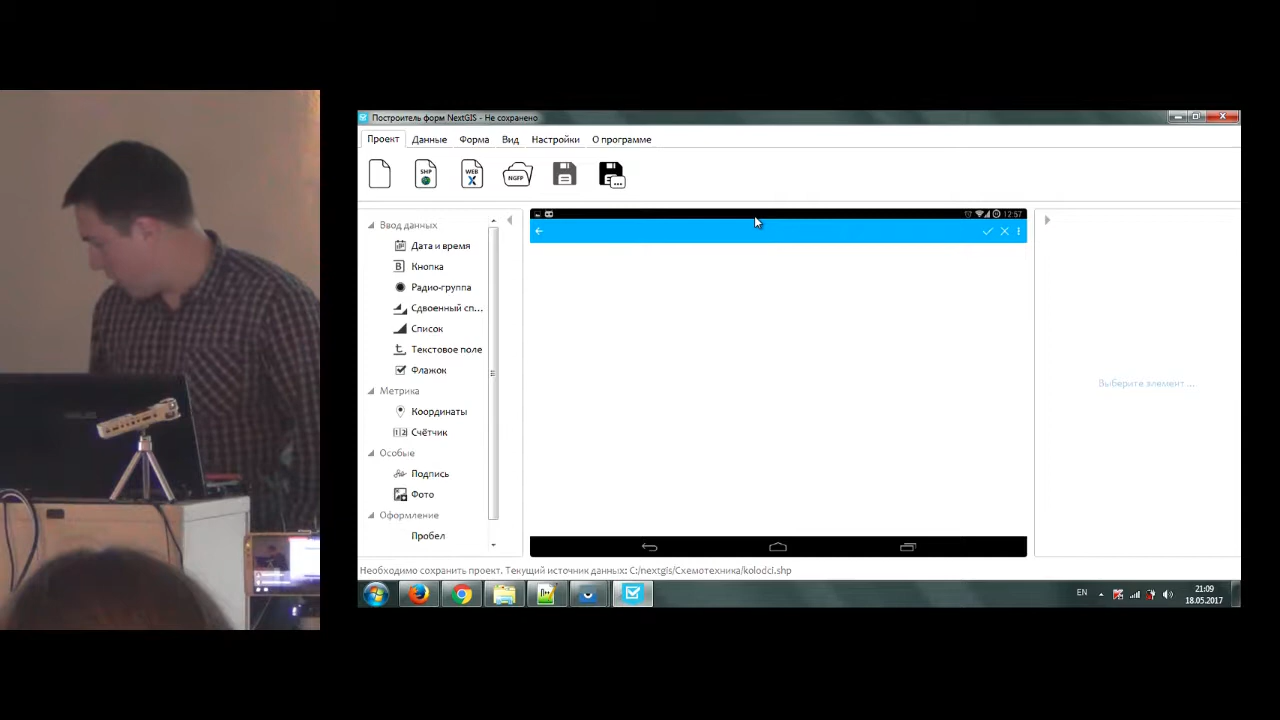 Построитель форм NextGIS - Не сохранено
Проект Данные Форма Вид Настройки О программе
SHP
WEB
NGFP
12:57
Ввод данных
Дата и время
Кнопка
Радио-группа
Сдвоенный сп...
Список
Текстовое поле
Флажок
Метрика
Координаты
Счётчик
Особые
Подпись
Фото
Оформление
Пробел
Выберите элемент ...
Необходимо сохранить проект. Текущий источник данных: C:/nextgis/Схемотехника/kolodci.shp
EN
21:09
18.05.2017